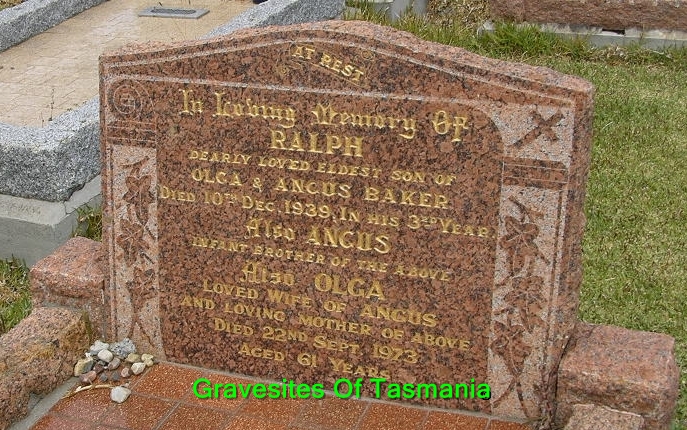 AT REST
In Loving Memory Of
RALPH
DEARLY LOVED ELDEST SON OF
OLGA & ANGUS BAKER
DIED 10TH DEC. 1939, IN HIS 3RD YEAR
Also ANGUS
INFANT BROTHER OF THE ABOVE
Also OLGA
LOVED WIFE OF ANGUS
AND LOVING MOTHER OF ABOVE
DIED 22ND SEPT. 1973
AGED 61 YEARS
Gravesites Of Tasmania